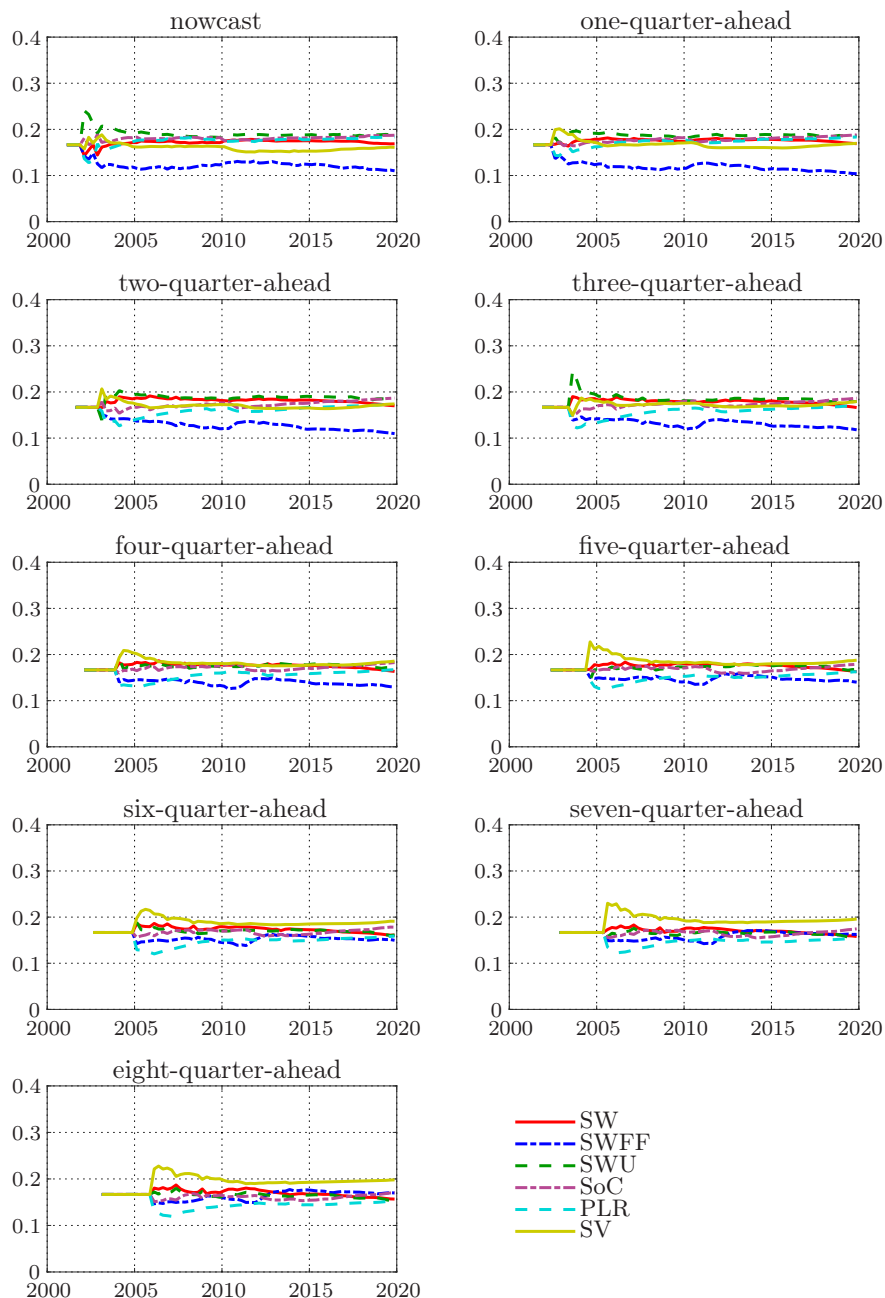 nowcast
0.4
0.3
0.2
0.1
0
2000 2005 2010 2015 2020
one-quarter-ahead
0.4
0.3
0.2
0.1
0
2000 2005 2010 2015 2020
two-quarter-ahead
0.4
0.3
0.2
0.1
0
2000 2005 2010 2015 2020
three-quarter-ahead
0.4
0.3
0.2
0.1
0
2000 2005 2010 2015 2020
four-quarter-ahead
0.4
0.3
0.2
0.1
0
2000 2005 2010 2015 2020
five-quarter-ahead
0.4
0.3
0.2
0.1
0
2000 2005 2010 2015 2020
six-quarter-ahead
0.4
0.3
0.2
0.1
0
2000 2005 2010 2015 2020
seven-quarter-ahead
0.4
0.3
0.2
0.1
0
2000 2005 2010 2015 2020
eight-quarter-ahead
0.4
0.3
0.2
0.1
0
2000 2005 2010 2015 2020
SW
SWFF
SWU
SoC
PLR
SV